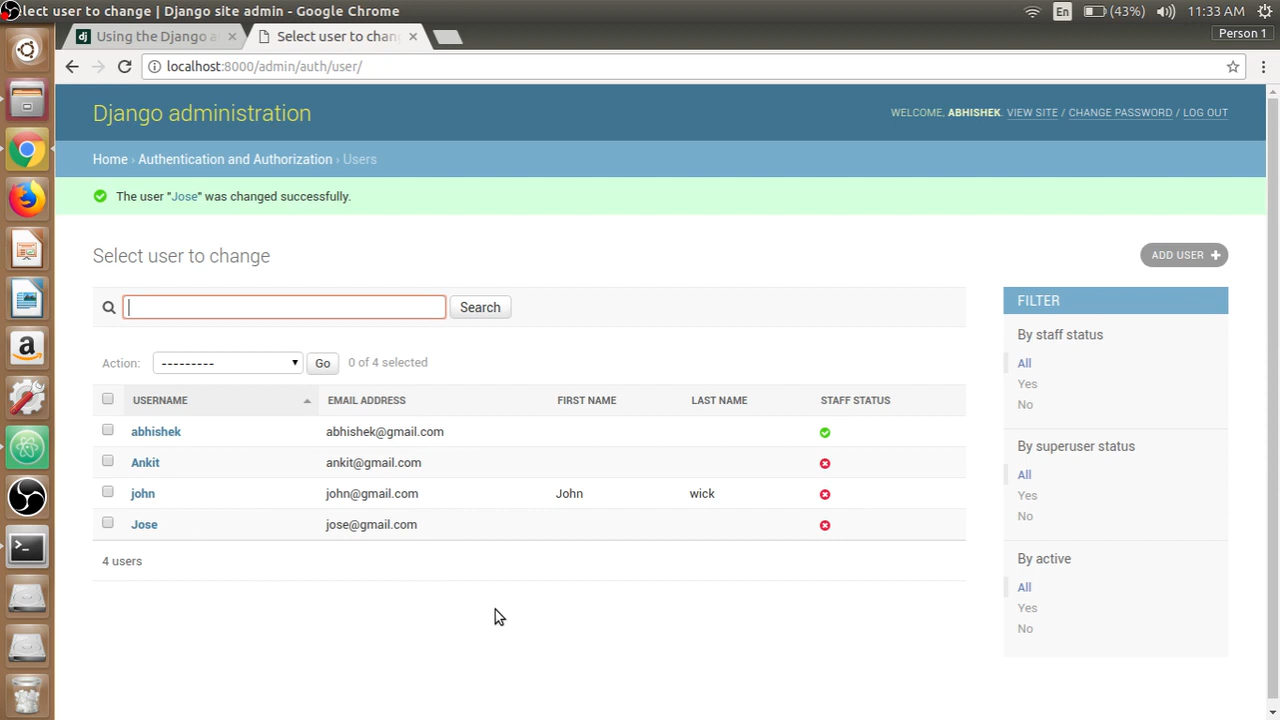 lect user to change | Django site admin - Google Chrome
En
(43%)
11:33 AM
Using the Django a
Select user to chan
Person 1
localhost:8000/admin/auth/user/
Django administration
WELCOME, ABHISHEK. VIEW SITE / CHANGE PASSWORD / LOG OUT
Home › Authentication and Authorization › Users
The user "Jose" was changed successfully.
Select user to change
ADD USER +
Search
FILTER
By staff status
All
Yes
No
By superuser status
All
Yes
No
By active
All
Yes
No
Action: --------- Go 0 of 4 selected
USERNAME EMAIL ADDRESS FIRST NAME LAST NAME STAFF STATUS
abhishek abhishek@gmail.com
Ankit ankit@gmail.com
john john@gmail.com John wick
Jose jose@gmail.com
4 users